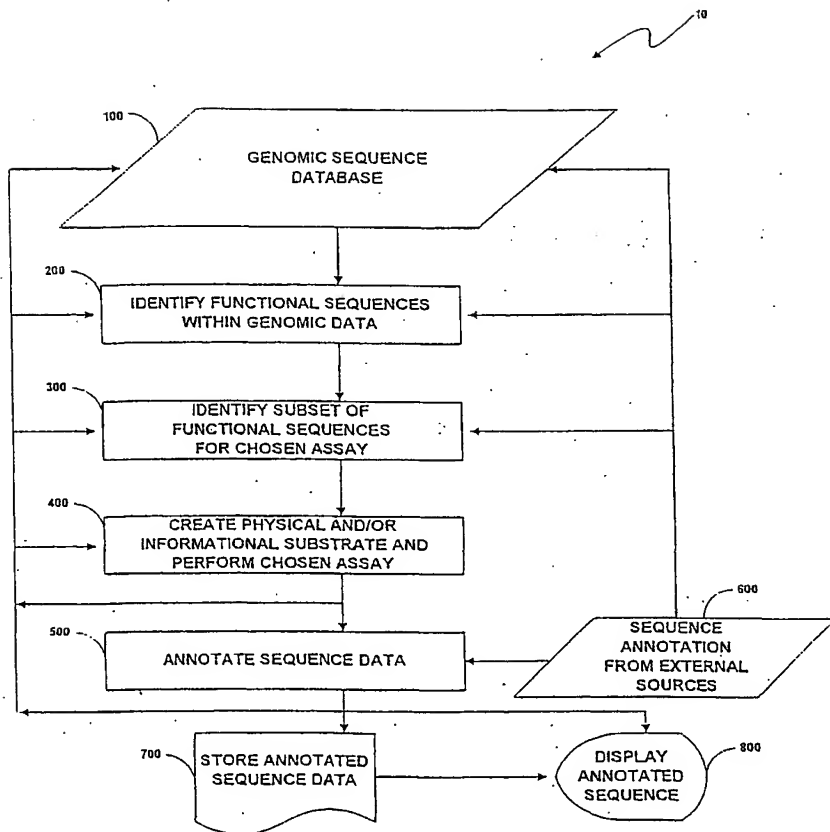 10
100
GENOMIC SEQUENCE
DATABASE
200
IDENTIFY FUNCTIONAL SEQUENCES
WITHIN GENOMIC DATA
300
IDENTIFY SUBSET OF
FUNCTIONAL SEQUENCES
FOR CHOSEN ASSAY
400
CREATE PHYSICAL AND/OR
INFORMATIONAL SUBSTRATE AND
PERFORM CHOSEN ASSAY
600
500
ANNOTATE SEQUENCE DATA
SEQUENCE
ANNOTATION
FROM EXTERNAL
SOURCES
700
STORE ANNOTATED
SEQUENCE DATA
800
DISPLAY
ANNOTATED
SEQUENCE